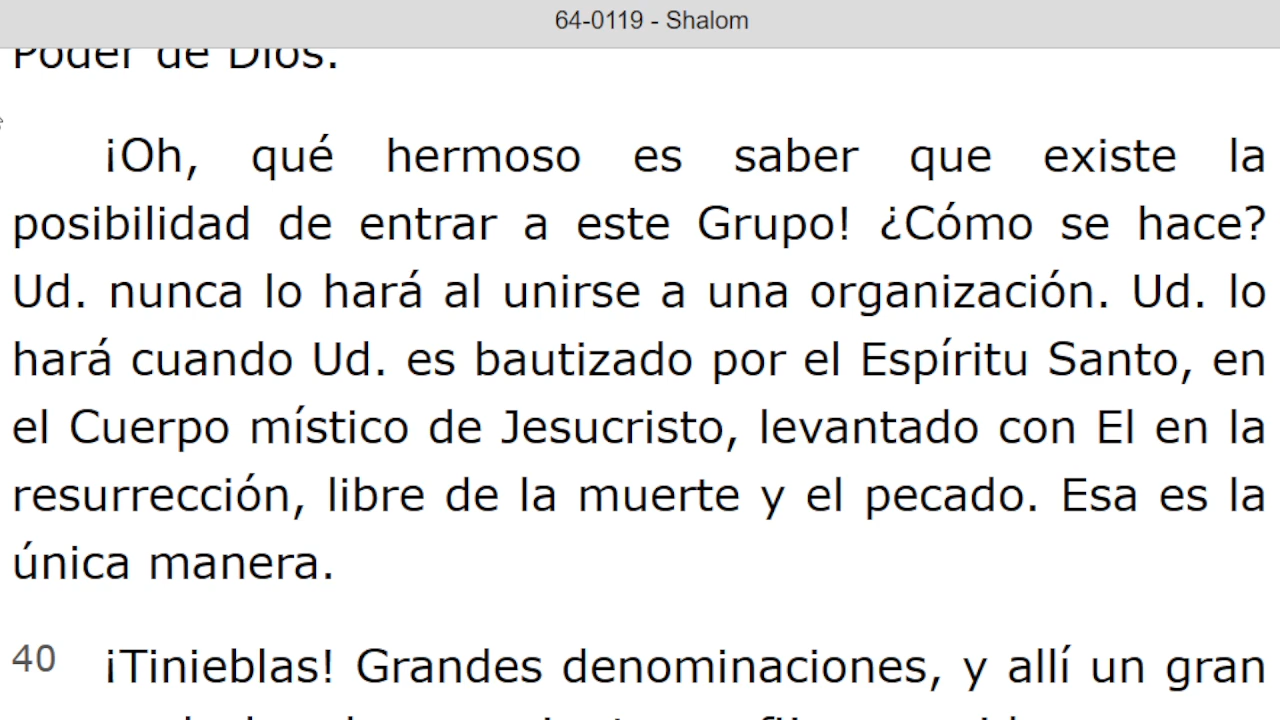 64-0119 - Shalom
Poder de Dios.
¡Oh, qué hermoso es saber que existe la
posibilidad de entrar a este Grupo! ¿Cómo se hace?
Ud. nunca lo hará al unirse a una organización. Ud. lo
hará cuando Ud. es bautizado por el Espíritu Santo, en
el Cuerpo místico de Jesucristo, levantado con El en la
resurrección, libre de la muerte y el pecado. Esa es la
única manera.
40 ¡Tinieblas! Grandes denominaciones, y allí un gran